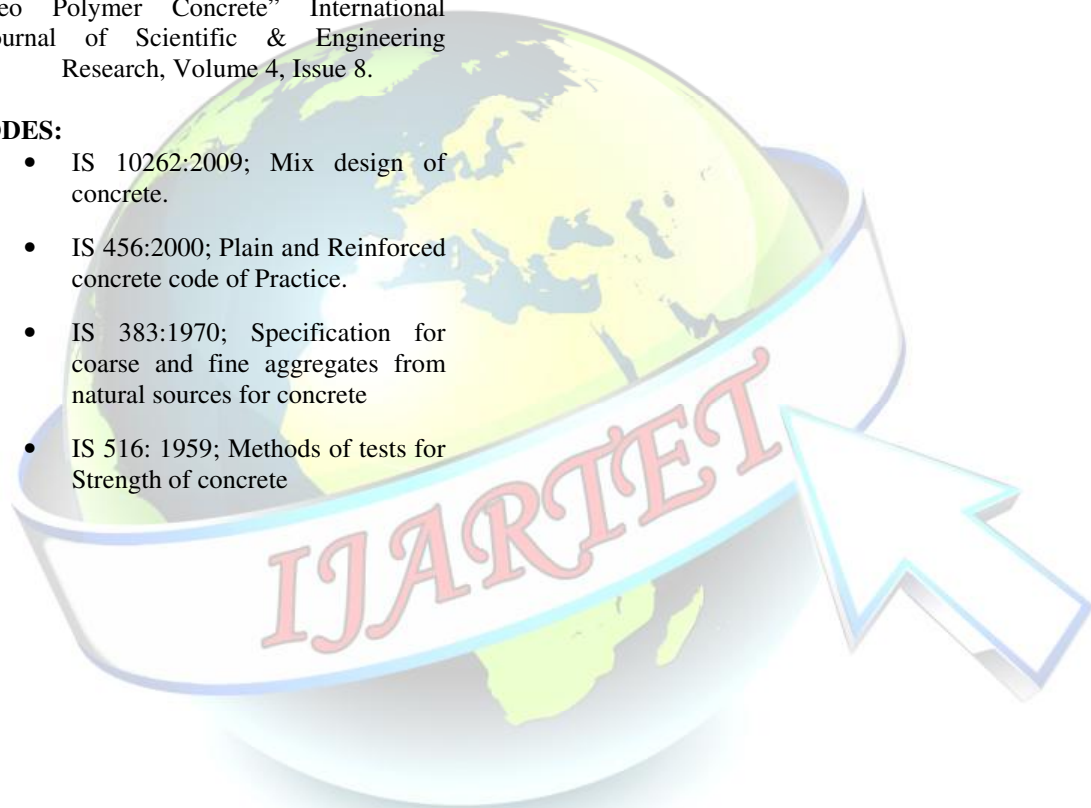 eo Polymer Concrete” International
urnal of Scientific & Engineering
Research, Volume 4, Issue 8.
ODES:
• IS 10262:2009; Mix design of
concrete.
• IS 456:2000; Plain and Reinforced
concrete code of Practice.
• IS 383:1970; Specification for
coarse and fine aggregates from
natural sources for concrete
• IS 516: 1959; Methods of tests for
Strength of concrete
IJARTET